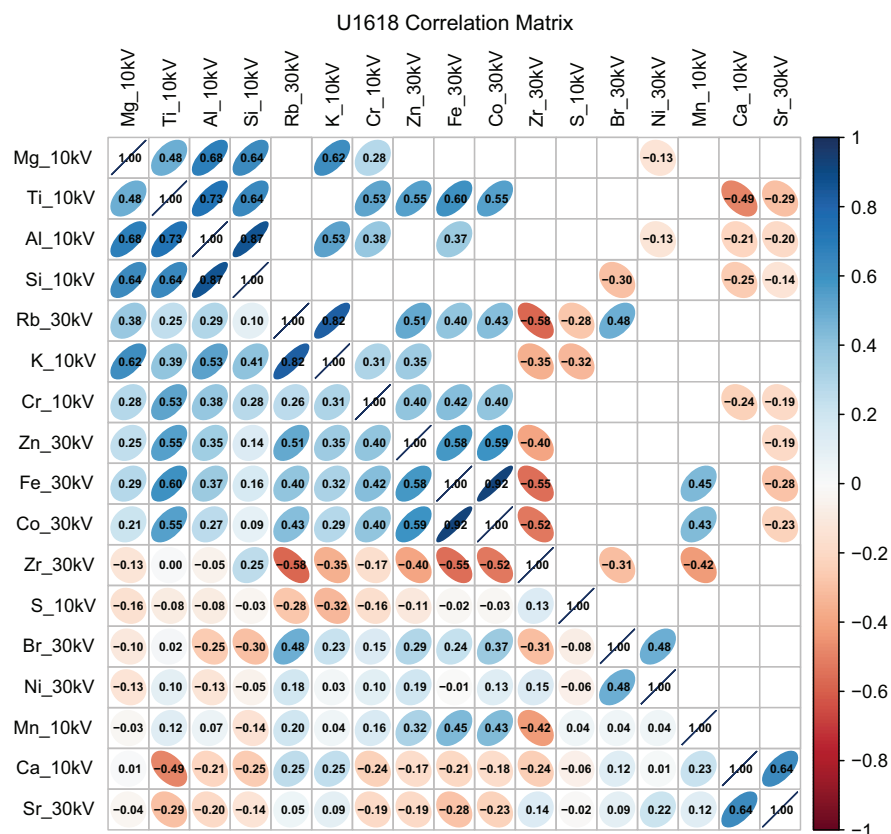 U1618 Correlation Matrix
Mg_10kV Ti_10kV Al_10kV Si_10kV Rb_30kV K_10kV Cr_10kV Zn_30kV Fe_30kV Co_30kV Zr_30kV S_10kV Br_30kV Ni_30kV Mn_10kV Ca_10kV Sr_30kV
Mg_10kV 1.00 0.48 0.68 0.64 0.62 0.28 −0.13
Ti_10kV 0.48 1.00 0.73 0.64 0.53 0.55 0.60 0.55 −0.49 −0.29
Al_10kV 0.68 0.73 1.00 0.87 0.53 0.38 0.37 −0.13 −0.21 −0.20
Si_10kV 0.64 0.64 0.87 1.00 −0.30 −0.25 −0.14
Rb_30kV 0.38 0.25 0.29 0.10 1.00 0.82 0.51 0.40 0.43 −0.58 −0.28 0.48
K_10kV 0.62 0.39 0.53 0.41 0.82 1.00 0.31 0.35 −0.35 −0.32
Cr_10kV 0.28 0.53 0.38 0.28 0.26 0.31 1.00 0.40 0.42 0.40 −0.24 −0.19
Zn_30kV 0.25 0.55 0.35 0.14 0.51 0.35 0.40 1.00 0.58 0.59 −0.40 −0.19
Fe_30kV 0.29 0.60 0.37 0.16 0.40 0.32 0.42 0.58 1.00 0.92 −0.55 0.45 −0.28
Co_30kV 0.21 0.55 0.27 0.09 0.43 0.29 0.40 0.59 0.92 1.00 −0.52 0.43 −0.23
Zr_30kV −0.13 0.00 −0.05 0.25 −0.58 −0.35 −0.17 −0.40 −0.55 −0.52 1.00 −0.31 −0.42
S_10kV −0.16 −0.08 −0.08 −0.03 −0.28 −0.32 −0.16 −0.11 −0.02 −0.03 0.13 1.00
Br_30kV −0.10 0.02 −0.25 −0.30 0.48 0.23 0.15 0.29 0.24 0.37 −0.31 −0.08 1.00 0.48
Ni_30kV −0.13 0.10 −0.13 −0.05 0.18 0.03 0.10 0.19 −0.01 0.13 0.15 −0.06 0.48 1.00
Mn_10kV −0.03 0.12 0.07 −0.14 0.20 0.04 0.16 0.32 0.45 0.43 −0.42 0.04 0.04 0.04 1.00
Ca_10kV 0.01 −0.49 −0.21 −0.25 0.25 0.25 −0.24 −0.17 −0.21 −0.18 −0.24 −0.06 0.12 0.01 0.23 1.00 0.64
Sr_30kV −0.04 −0.29 −0.20 −0.14 0.05 0.09 −0.19 −0.19 −0.28 −0.23 0.14 −0.02 0.09 0.22 0.12 0.64 1.00
1
0.8
0.6
0.4
0.2
0
−0.2
−0.4
−0.6
−0.8
−1